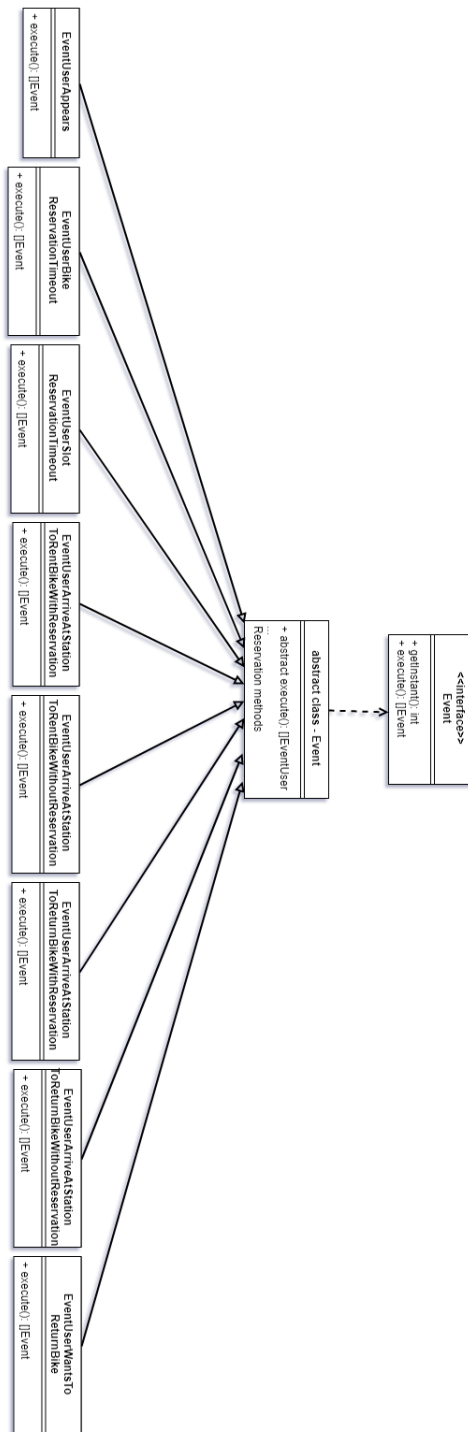 <<interface>>
Event
+ getInstant(): int
+ execute(): []Event
abstract class - Event
+ abstract execute(): []EventUser
...
Reservation methods
EventUserAppears
+ execute(): []Event
EventUserBike
ReservationTimeout
+ execute(): []Event
EventUserSlot
ReservationTimeout
+ execute(): []Event
EventUserArriveAtStation
ToRentBikeWithReservation
+ execute(): []Event
EventUserArriveAtStation
ToRentBikeWithoutReservation
+ execute(): []Event
EventUserArriveAtStation
ToReturnBikeWithReservation
+ execute(): []Event
EventUserArriveAtStation
ToReturnBikeWithoutReservation
+ execute(): []Event
EventUserWantsTo
ReturnBike
+ execute(): []Event